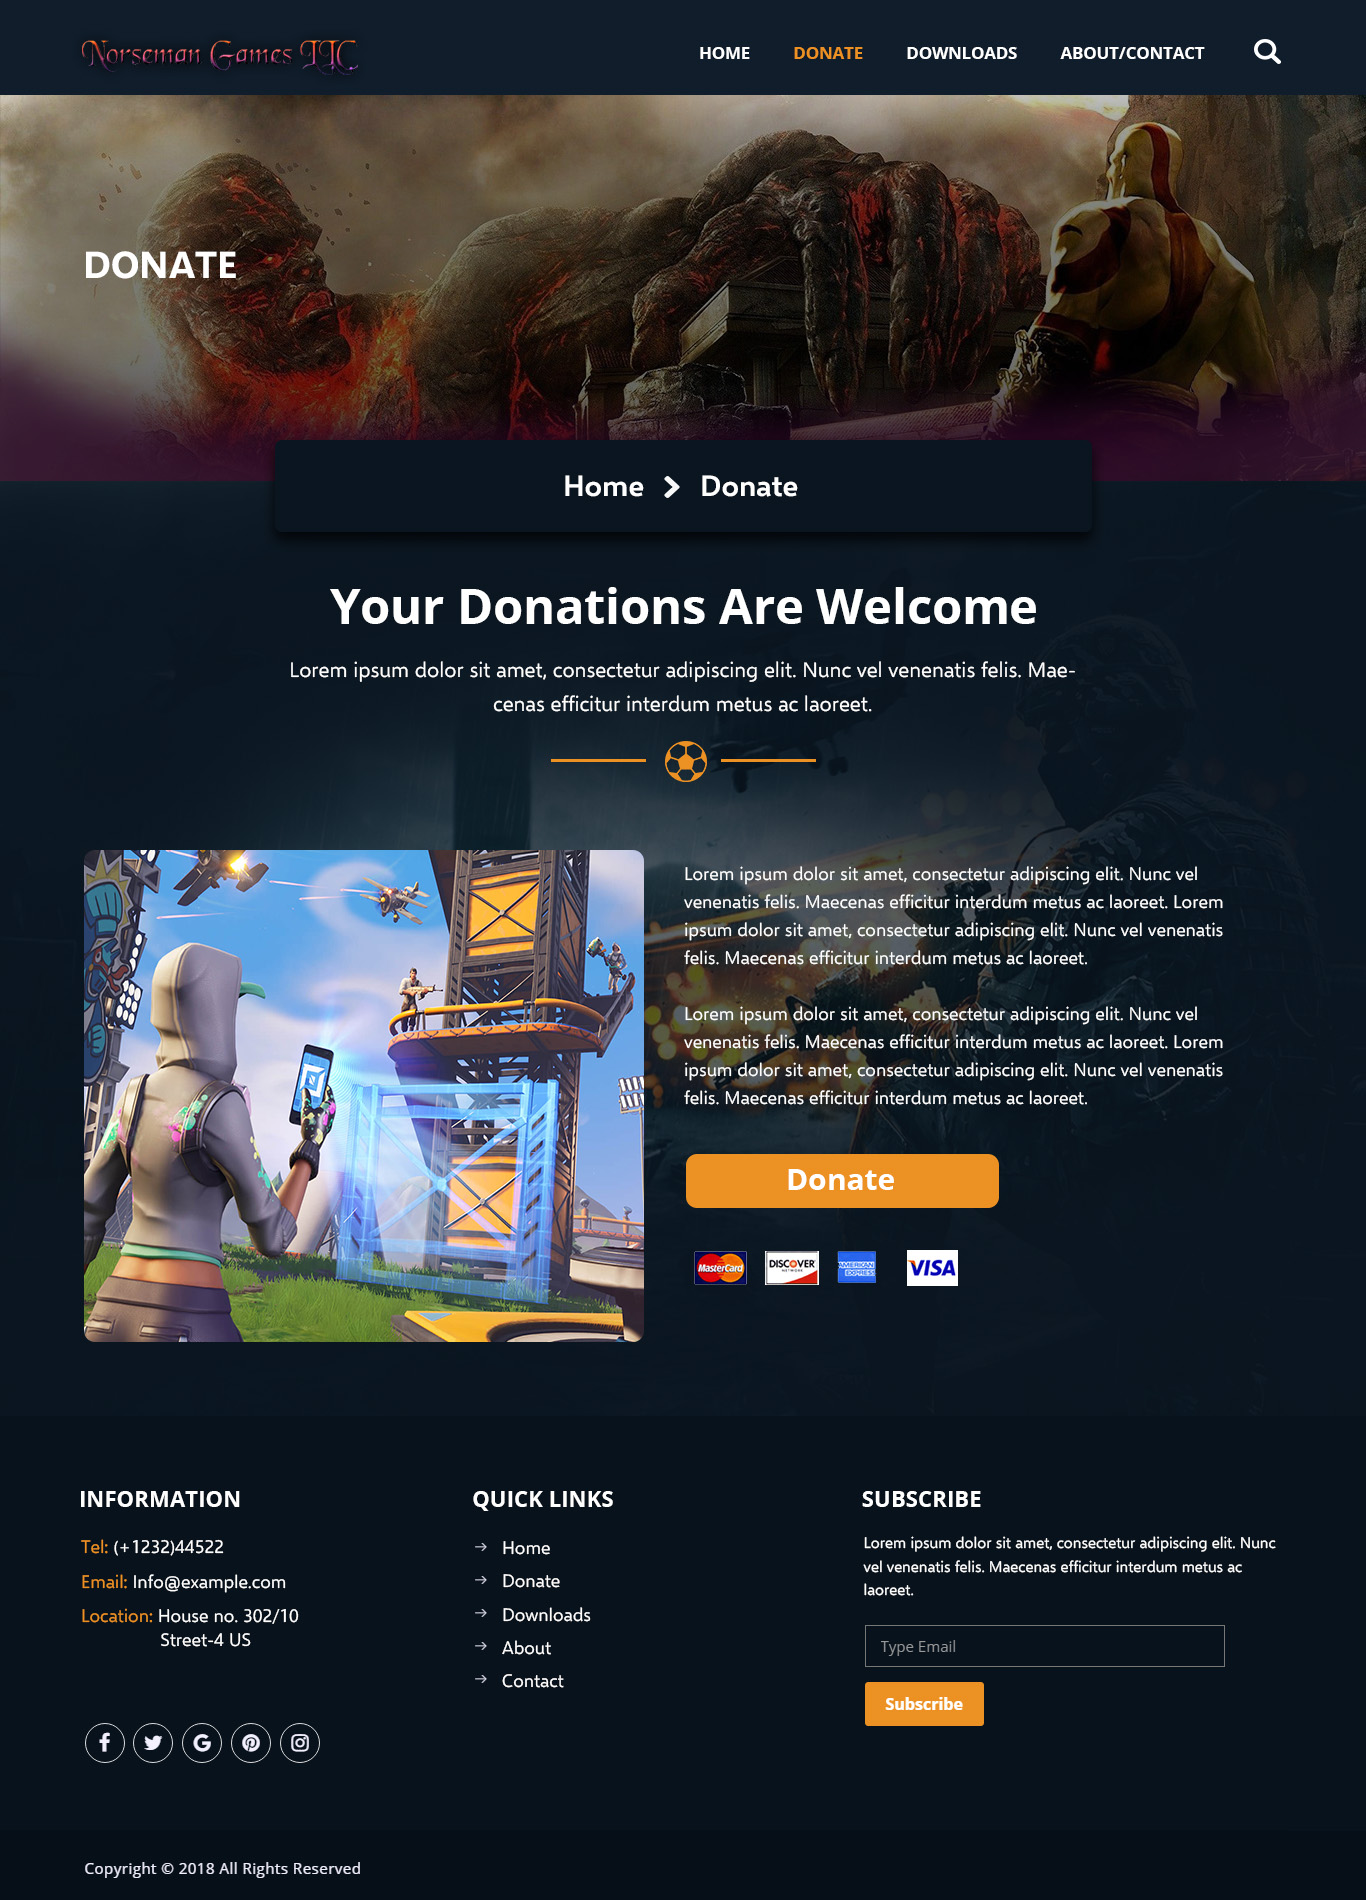 Norseman Games LLC
HOME DONATE DOWNLOADS ABOUT/CONTACT
DONATE
Home Donate
Your Donations Are Welcome
Lorem ipsum dolor sit amet, consectetur adipiscing elit. Nunc vel venenatis felis. Mae-
cenas efficitur interdum metus ac laoreet.
Lorem ipsum dolor sit amet, consectetur adipiscing elit. Nunc vel
venenatis felis. Maecenas efficitur interdum metus ac laoreet. Lorem
ipsum dolor sit amet, consectetur adipiscing elit. Nunc vel venenatis
felis. Maecenas efficitur interdum metus ac laoreet.
Lorem ipsum dolor sit amet, consectetur adipiscing elit. Nunc vel
venenatis felis. Maecenas efficitur interdum metus ac laoreet. Lorem
ipsum dolor sit amet, consectetur adipiscing elit. Nunc vel venenatis
felis. Maecenas efficitur interdum metus ac laoreet.
Donate
MasterCard DISCOVER NETWORK AMERICAN EXPRESS VISA
INFORMATION
Tel: (+1232)44522
Email: Info@example.com
Location: House no. 302/10
Street-4 US
QUICK LINKS
Home
Donate
Downloads
About
Contact
SUBSCRIBE
Lorem ipsum dolor sit amet, consectetur adipiscing elit. Nunc
vel venenatis felis. Maecenas efficitur interdum metus ac
laoreet.
Type Email
Subscribe
Copyright © 2018 All Rights Reserved